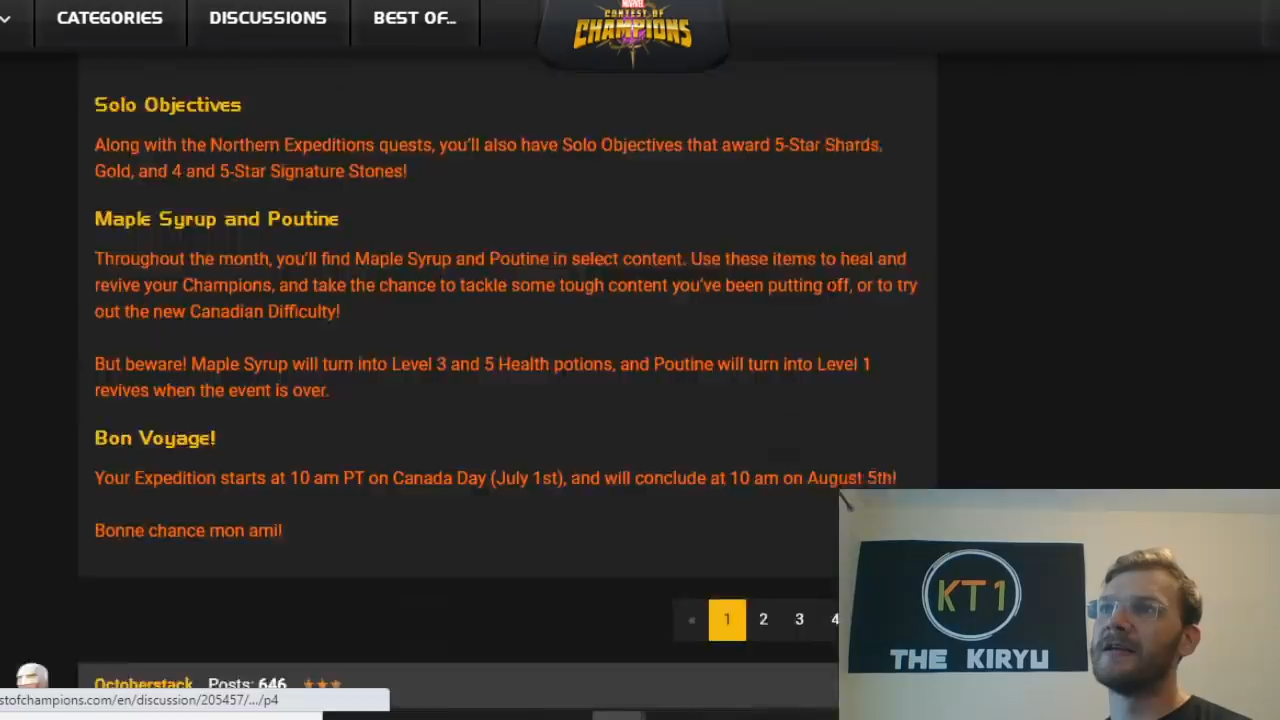 CATEGORIES
DISCUSSIONS
BEST OF...
MARVEL
CONTEST OF
CHAMPIONS
Solo Objectives
Along with the Northern Expeditions quests, you'll also have Solo Objectives that award 5-Star Shards,
Gold, and 4 and 5-Star Signature Stones!
Maple Syrup and Poutine
Throughout the month, you'll find Maple Syrup and Poutine in select content. Use these items to heal and
revive your Champions, and take the chance to tackle some tough content you've been putting off, or to try
out the new Canadian Difficulty!
But beware! Maple Syrup will turn into Level 3 and 5 Health potions, and Poutine will turn into Level 1
revives when the event is over.
Bon Voyage!
Your Expedition starts at 10 am PT on Canada Day (July 1st), and will conclude at 10 am on August 5th!
Bonne chance mon ami!
« 1 2 3 4
KT1
THE KIRYU
Octoberstack Posts: 646 ★★★
stofchampions.com/en/discussion/205457/.../p4